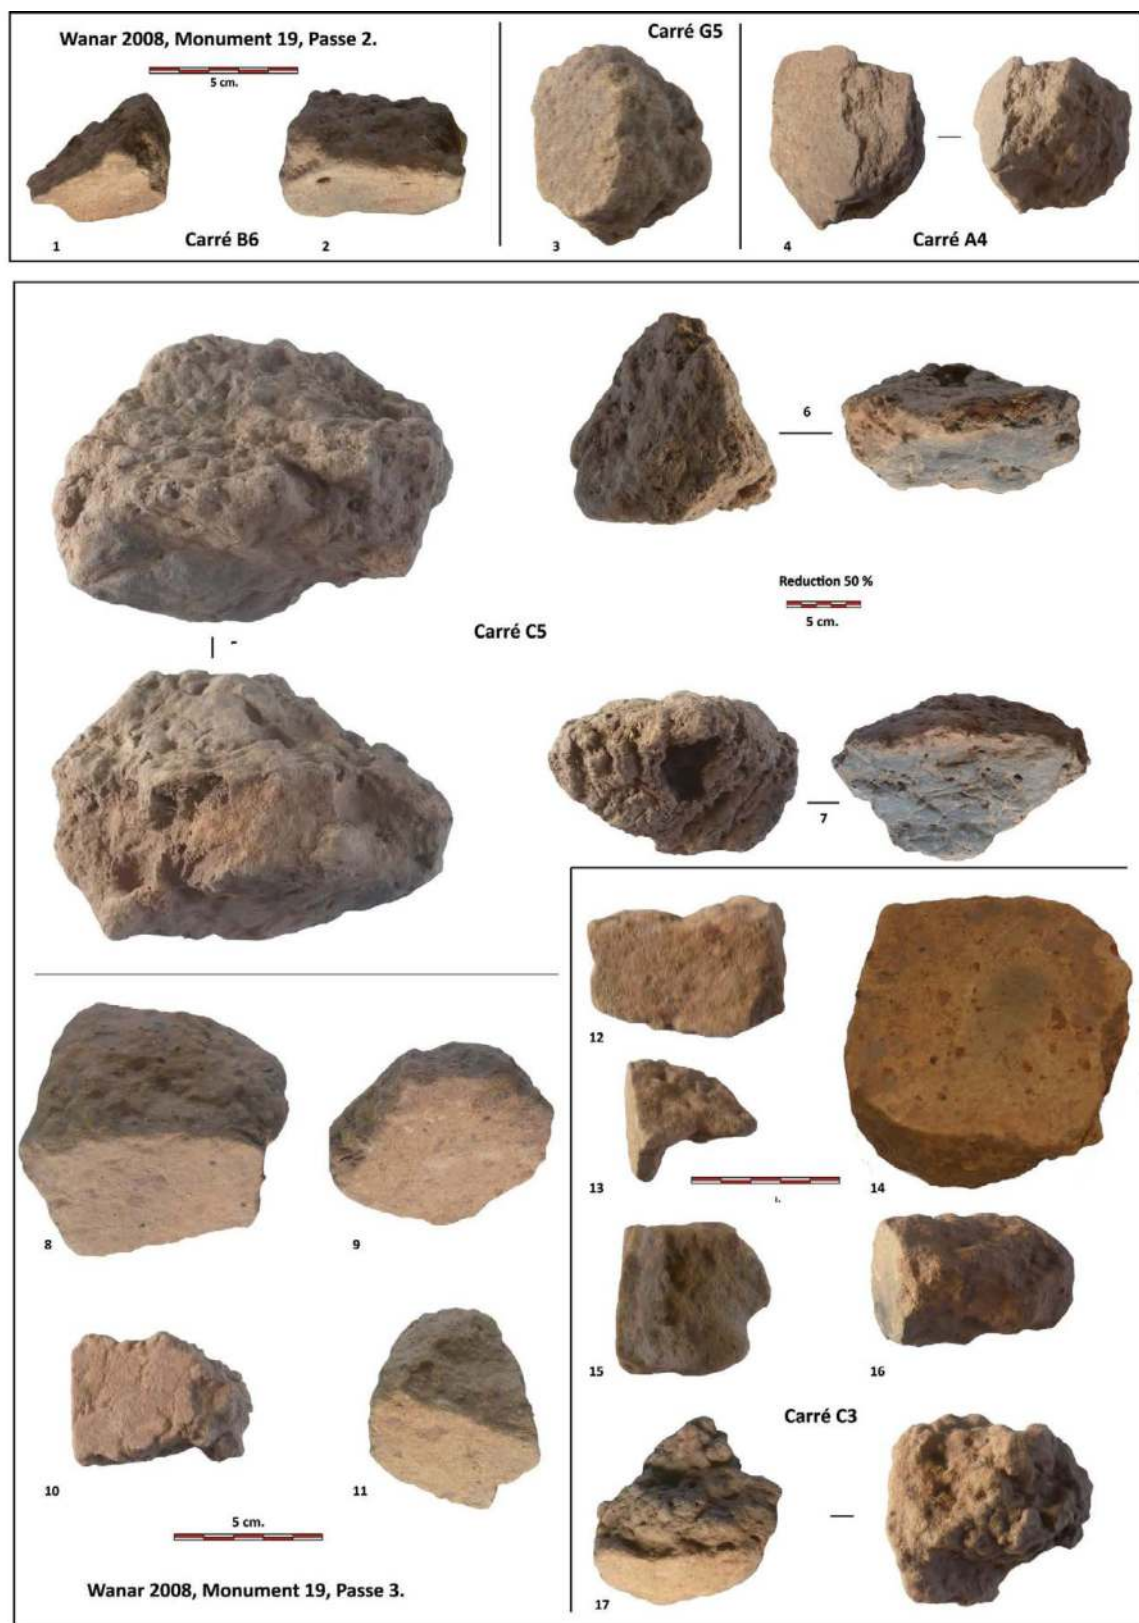 Wanar 2008, Monument 19, Passe 2.
5 cm.
Carré G5
1
Carré B6
2
3
4
Carré A4
6
Reduction 50 %
5 cm.
Carré C5
7
12
13
14
8
9
15
16
10
11
Carré C3
5 cm.
Wanar 2008, Monument 19, Passe 3.
17